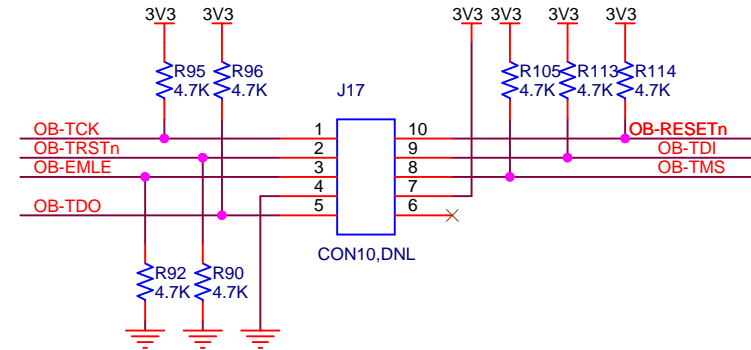 3V3 3V3 3V3 3V3 3V3 3V3
R95 R96 R105 R113 R114
4.7K 4.7K 4.7K 4.7K 4.7K
J17
OB-TCK 1 10 OB-RESETn
OB-TRSTn 2 9 OB-TDI
OB-EMLE 3 8 OB-TMS
4 7
OB-TDO 5 6
CON10,DNL
R92 R90
4.7K 4.7K